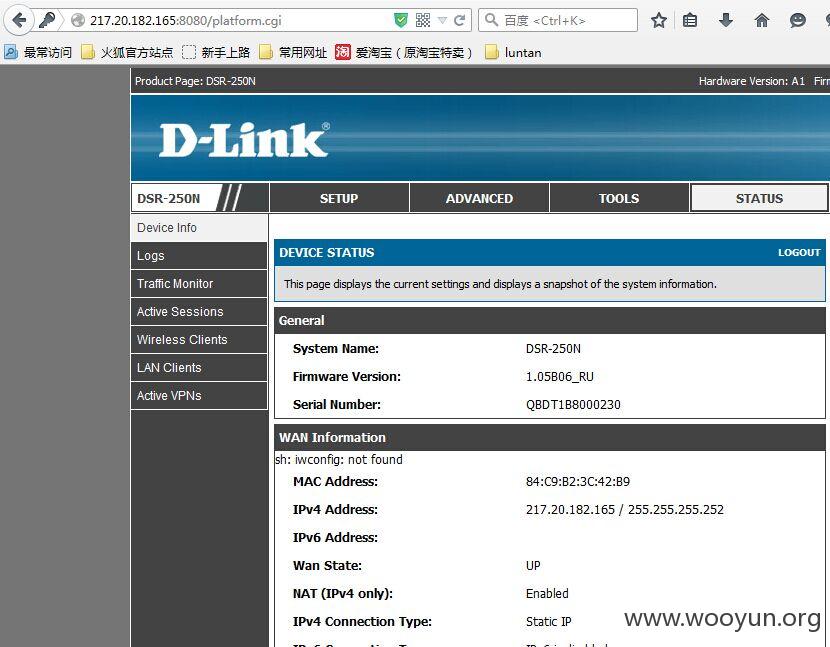 217.20.182.165:8080/platform.cgi
百度 <Ctrl+K>
最常访问 火狐官方站点 新手上路 常用网址 淘 爱淘宝（原淘宝特卖） luntan
Product Page: DSR-250N Hardware Version: A1 Firm
D-Link®
DSR-250N SETUP ADVANCED TOOLS STATUS
Device Info
Logs
Traffic Monitor
Active Sessions
Wireless Clients
LAN Clients
Active VPNs
DEVICE STATUS LOGOUT
This page displays the current settings and displays a snapshot of the system information.
General
System Name: DSR-250N
Firmware Version: 1.05B06_RU
Serial Number: QBDT1B8000230
WAN Information
sh: iwconfig: not found
MAC Address: 84:C9:B2:3C:42:B9
IPv4 Address: 217.20.182.165 / 255.255.255.252
IPv6 Address:
Wan State: UP
NAT (IPv4 only): Enabled
IPv4 Connection Type: Static IP
www.wooyun.org